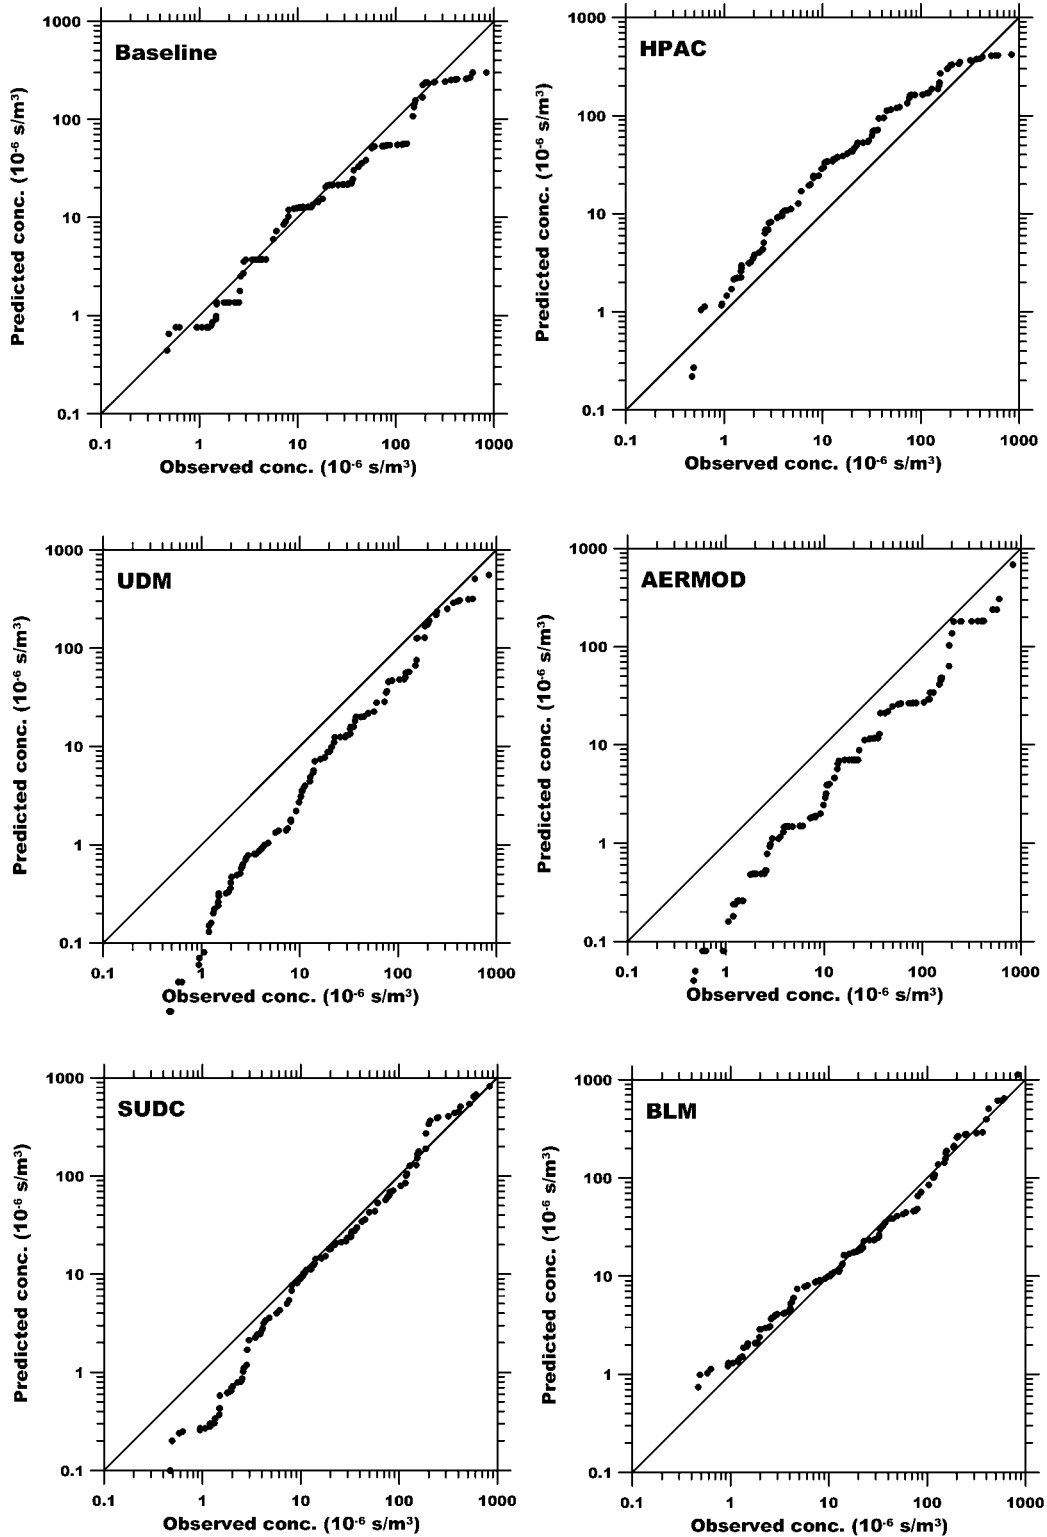 Baseline
1000
100
10
1
0.1
Predicted conc. (10-6 s/m3)
0.1 1 10 100 1000
Observed conc. (10-6 s/m3)
HPAC
1000
100
10
1
0.1
Predicted conc. (10-6 s/m3)
0.1 1 10 100 1000
Observed conc. (10-6 s/m3)
UDM
1000
100
10
1
0.1
Predicted conc. (10-6 s/m3)
0.1 1 10 100 1000
Observed conc. (10-6 s/m3)
AERMOD
1000
100
10
1
0.1
Predicted conc. (10-6 s/m3)
0.1 1 10 100 1000
Observed conc. (10-6 s/m3)
SUDC
1000
100
10
1
0.1
Predicted conc. (10-6 s/m3)
0.1 1 10 100 1000
Observed conc. (10-6 s/m3)
BLM
1000
100
10
1
0.1
Predicted conc. (10-6 s/m3)
0.1 1 10 100 1000
Observed conc. (10-6 s/m3)